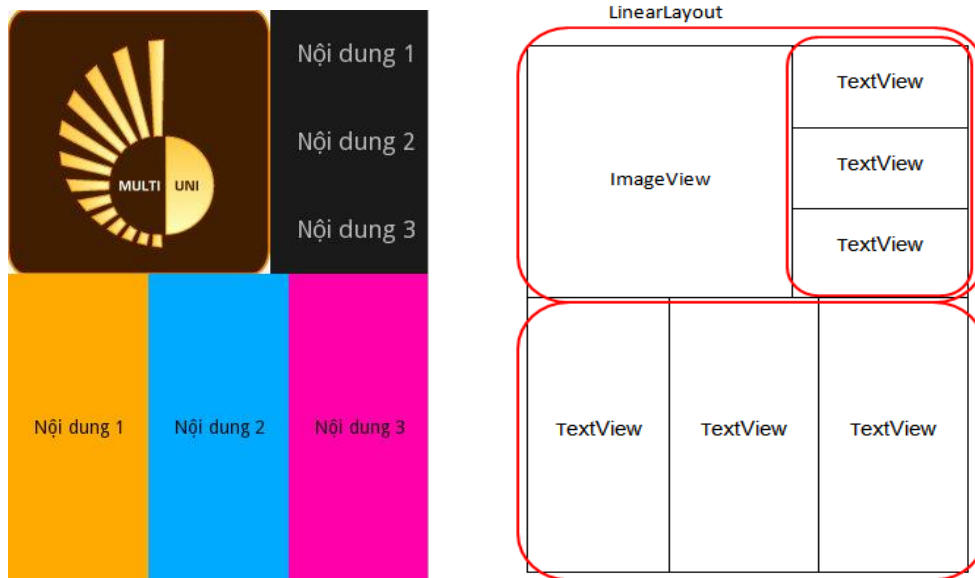 LinearLayout
Nội dung 1
Nội dung 2
Nội dung 3
MULTI UNI
Nội dung 1 Nội dung 2 Nội dung 3
ImageView
TextView
TextView
TextView
TextView TextView TextView